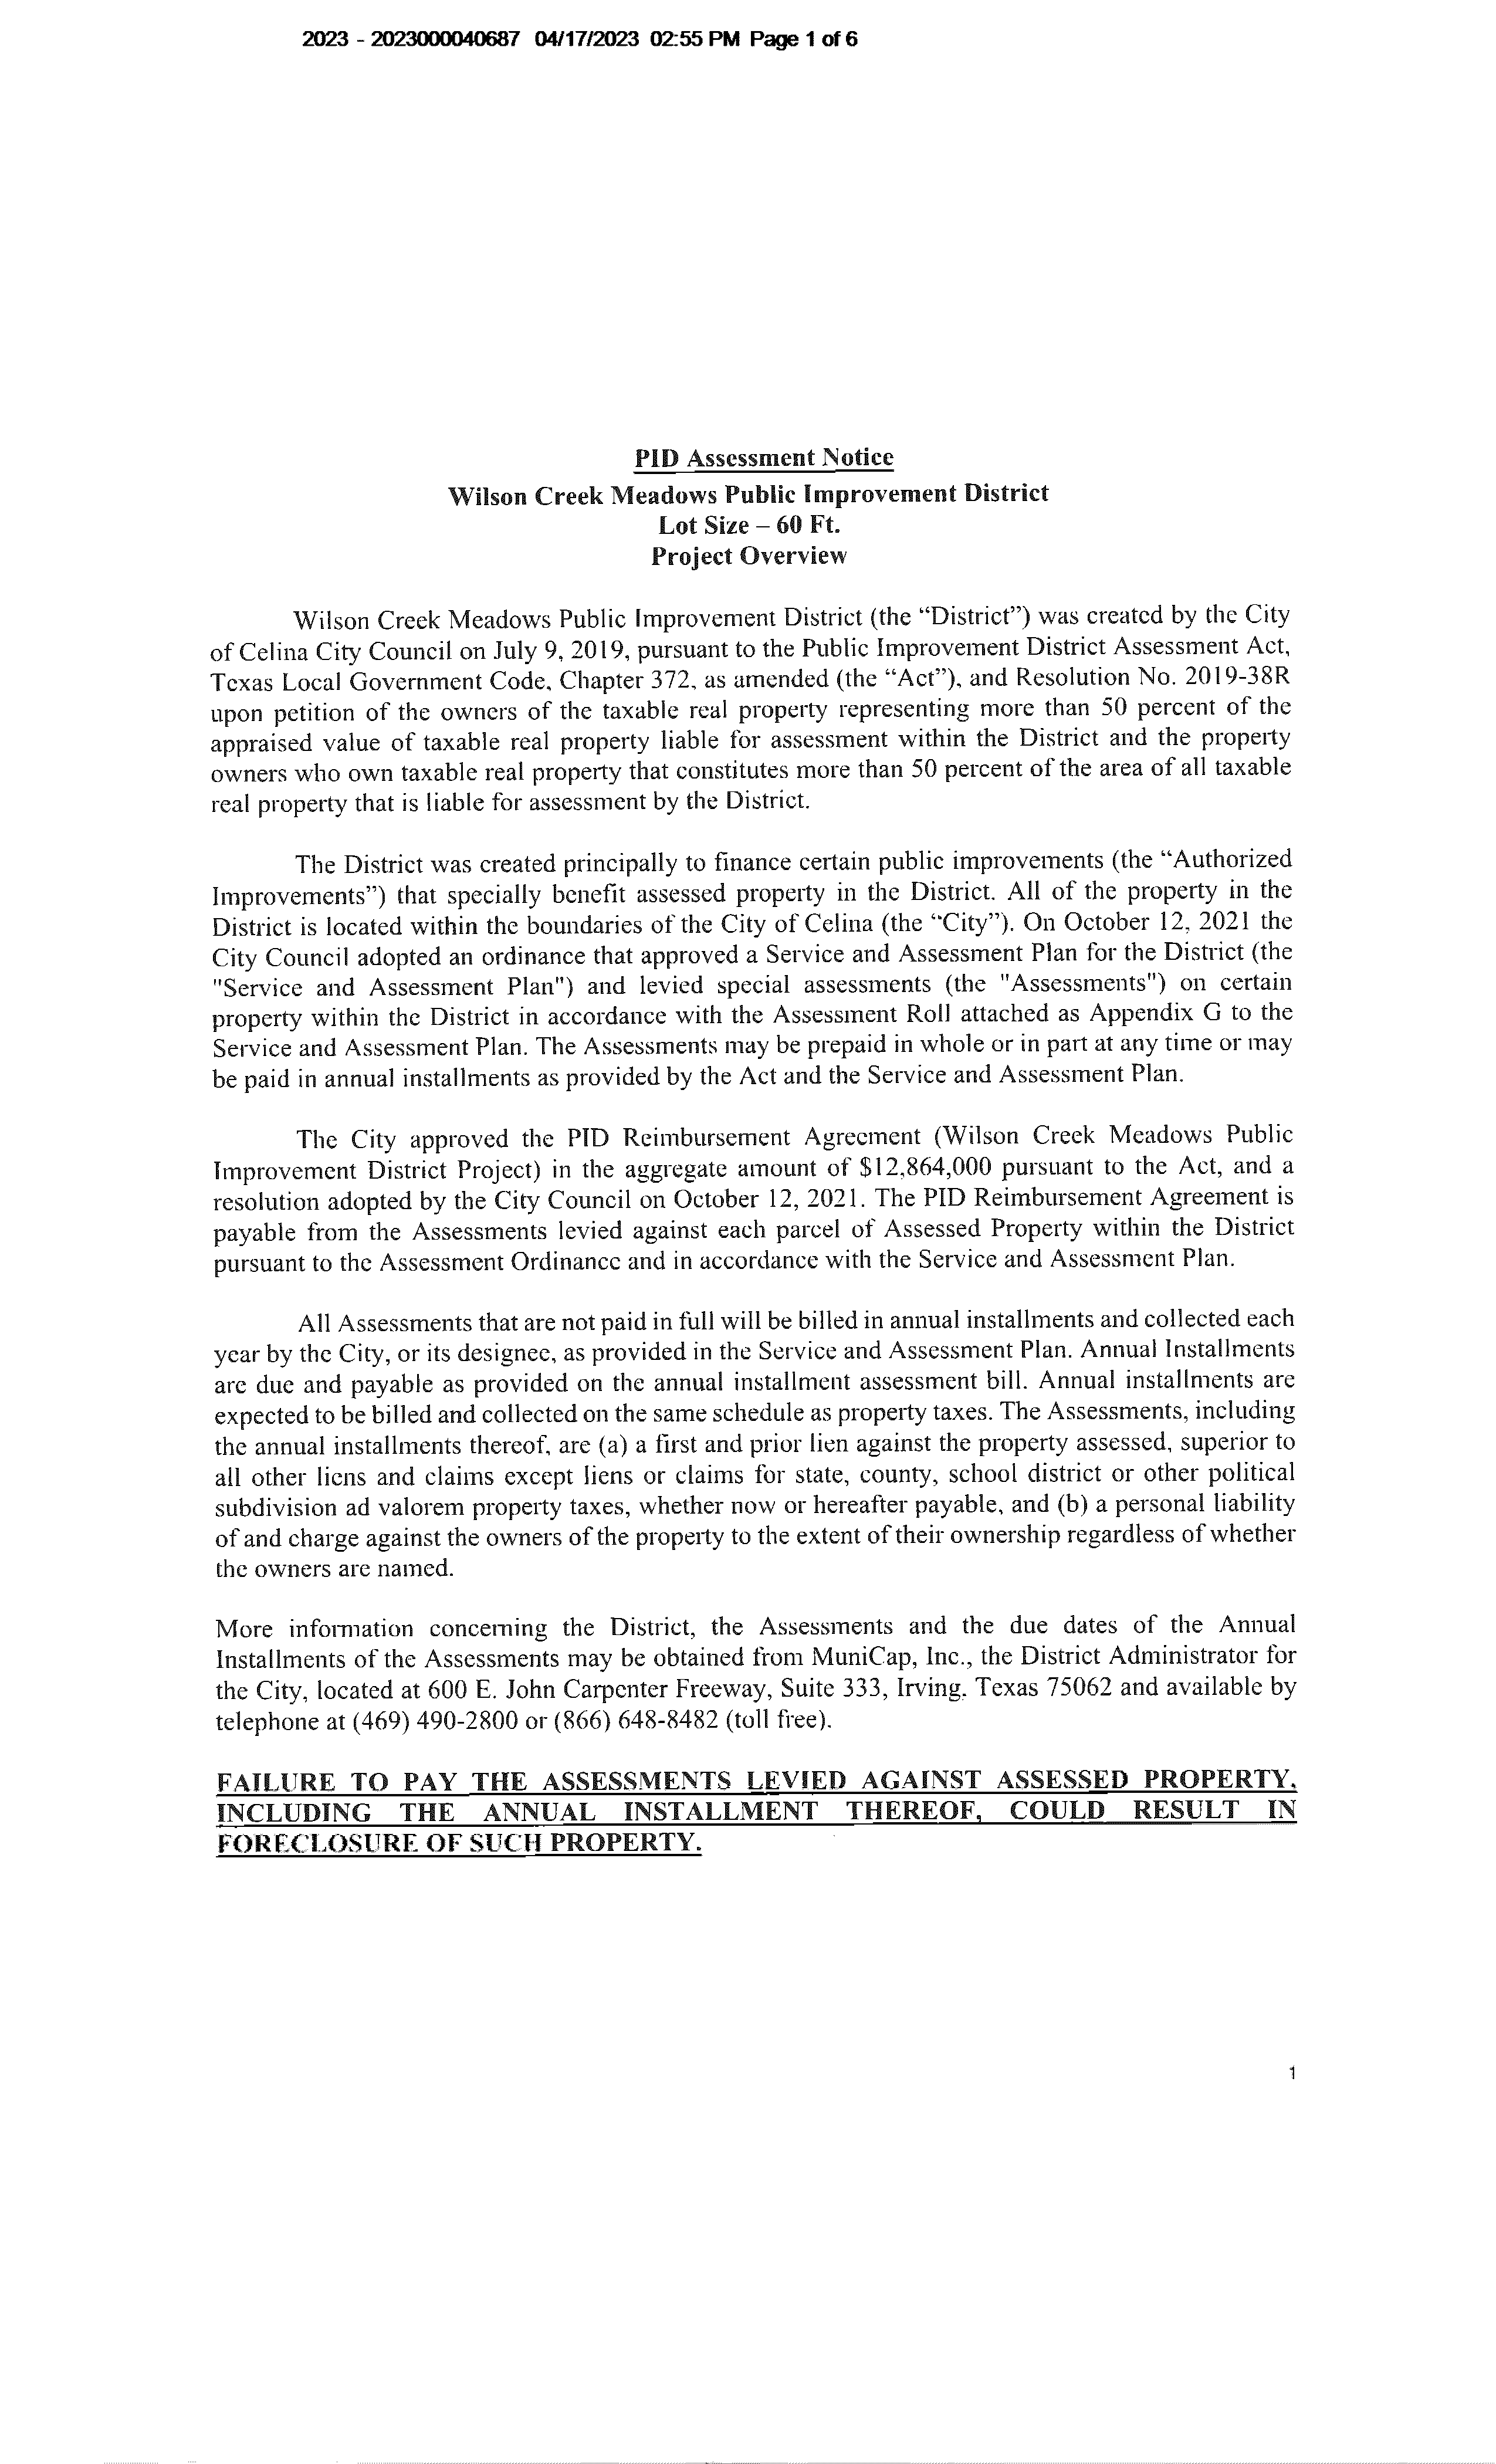 2023 - 2023000040687 04/17/2023 02:55 PM Page 1 of 6
PID Assessment Notice
Wilson Creek Meadows Public Improvement District
Lot Size – 60 Ft.
Project Overview
Wilson Creek Meadows Public Improvement District (the “District”) was created by the City
of Celina City Council on July 9, 2019, pursuant to the Public Improvement District Assessment Act,
Texas Local Government Code, Chapter 372, as amended (the “Act”), and Resolution No. 2019-38R
upon petition of the owners of the taxable real property representing more than 50 percent of the
appraised value of taxable real property liable for assessment within the District and the property
owners who own taxable real property that constitutes more than 50 percent of the area of all taxable
real property that is liable for assessment by the District.
The District was created principally to finance certain public improvements (the “Authorized
Improvements”) that specially benefit assessed property in the District. All of the property in the
District is located within the boundaries of the City of Celina (the “City”). On October 12, 2021 the
City Council adopted an ordinance that approved a Service and Assessment Plan for the District (the
"Service and Assessment Plan") and levied special assessments (the "Assessments") on certain
property within the District in accordance with the Assessment Roll attached as Appendix G to the
Service and Assessment Plan. The Assessments may be prepaid in whole or in part at any time or may
be paid in annual installments as provided by the Act and the Service and Assessment Plan.
The City approved the PID Reimbursement Agreement (Wilson Creek Meadows Public
Improvement District Project) in the aggregate amount of $12,864,000 pursuant to the Act, and a
resolution adopted by the City Council on October 12, 2021. The PID Reimbursement Agreement is
payable from the Assessments levied against each parcel of Assessed Property within the District
pursuant to the Assessment Ordinance and in accordance with the Service and Assessment Plan.
All Assessments that are not paid in full will be billed in annual installments and collected each
year by the City, or its designee, as provided in the Service and Assessment Plan. Annual Installments
are due and payable as provided on the annual installment assessment bill. Annual installments are
expected to be billed and collected on the same schedule as property taxes. The Assessments, including
the annual installments thereof, are (a) a first and prior lien against the property assessed, superior to
all other liens and claims except liens or claims for state, county, school district or other political
subdivision ad valorem property taxes, whether now or hereafter payable, and (b) a personal liability
of and charge against the owners of the property to the extent of their ownership regardless of whether
the owners are named.
More information concerning the District, the Assessments and the due dates of the Annual
Installments of the Assessments may be obtained from MuniCap, Inc., the District Administrator for
the City, located at 600 E. John Carpenter Freeway, Suite 333, Irving, Texas 75062 and available by
telephone at (469) 490-2800 or (866) 648-8482 (toll free).
FAILURE TO PAY THE ASSESSMENTS LEVIED AGAINST ASSESSED PROPERTY,
INCLUDING THE ANNUAL INSTALLMENT THEREOF, COULD RESULT IN
FORECLOSURE OF SUCH PROPERTY.
1